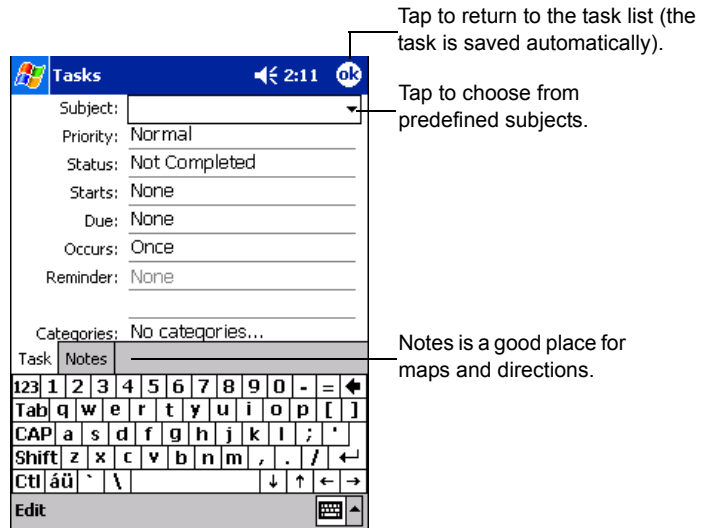 Tap to return to the task list (the
task is saved automatically).
Tasks 2:11 ok
Tap to choose from
predefined subjects.
Subject:
Priority: Normal
Status: Not Completed
Starts: None
Due: None
Occurs: Once
Reminder: None
Categories: No categories...
Notes is a good place for
maps and directions.
Task Notes
123 1 2 3 4 5 6 7 8 9 0 - =
Tab q w e r t y u i o p [ ]
CAP a s d f g h j k l ; '
Shift z x c v b n m , . /
Ctl áü ` \ ↓ ↑ ← →
Edit